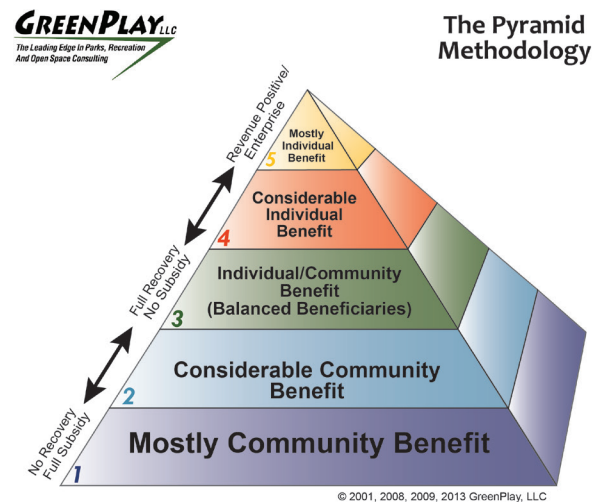 GREENPLAY LLC
The Leading Edge In Parks, Recreation
And Open Space Consulting
The Pyramid
Methodology
Revenue Positive/
Enterprise
5
Mostly
Individual
Benefit
4
Considerable
Individual
Benefit
Full Recovery
No Subsidy
3
Individual/Community
Benefit
(Balanced Beneficiaries)
2
Considerable Community
Benefit
No Recovery
Full Subsidy
1
Mostly Community Benefit
© 2001, 2008, 2009, 2013 GreenPlay, LLC